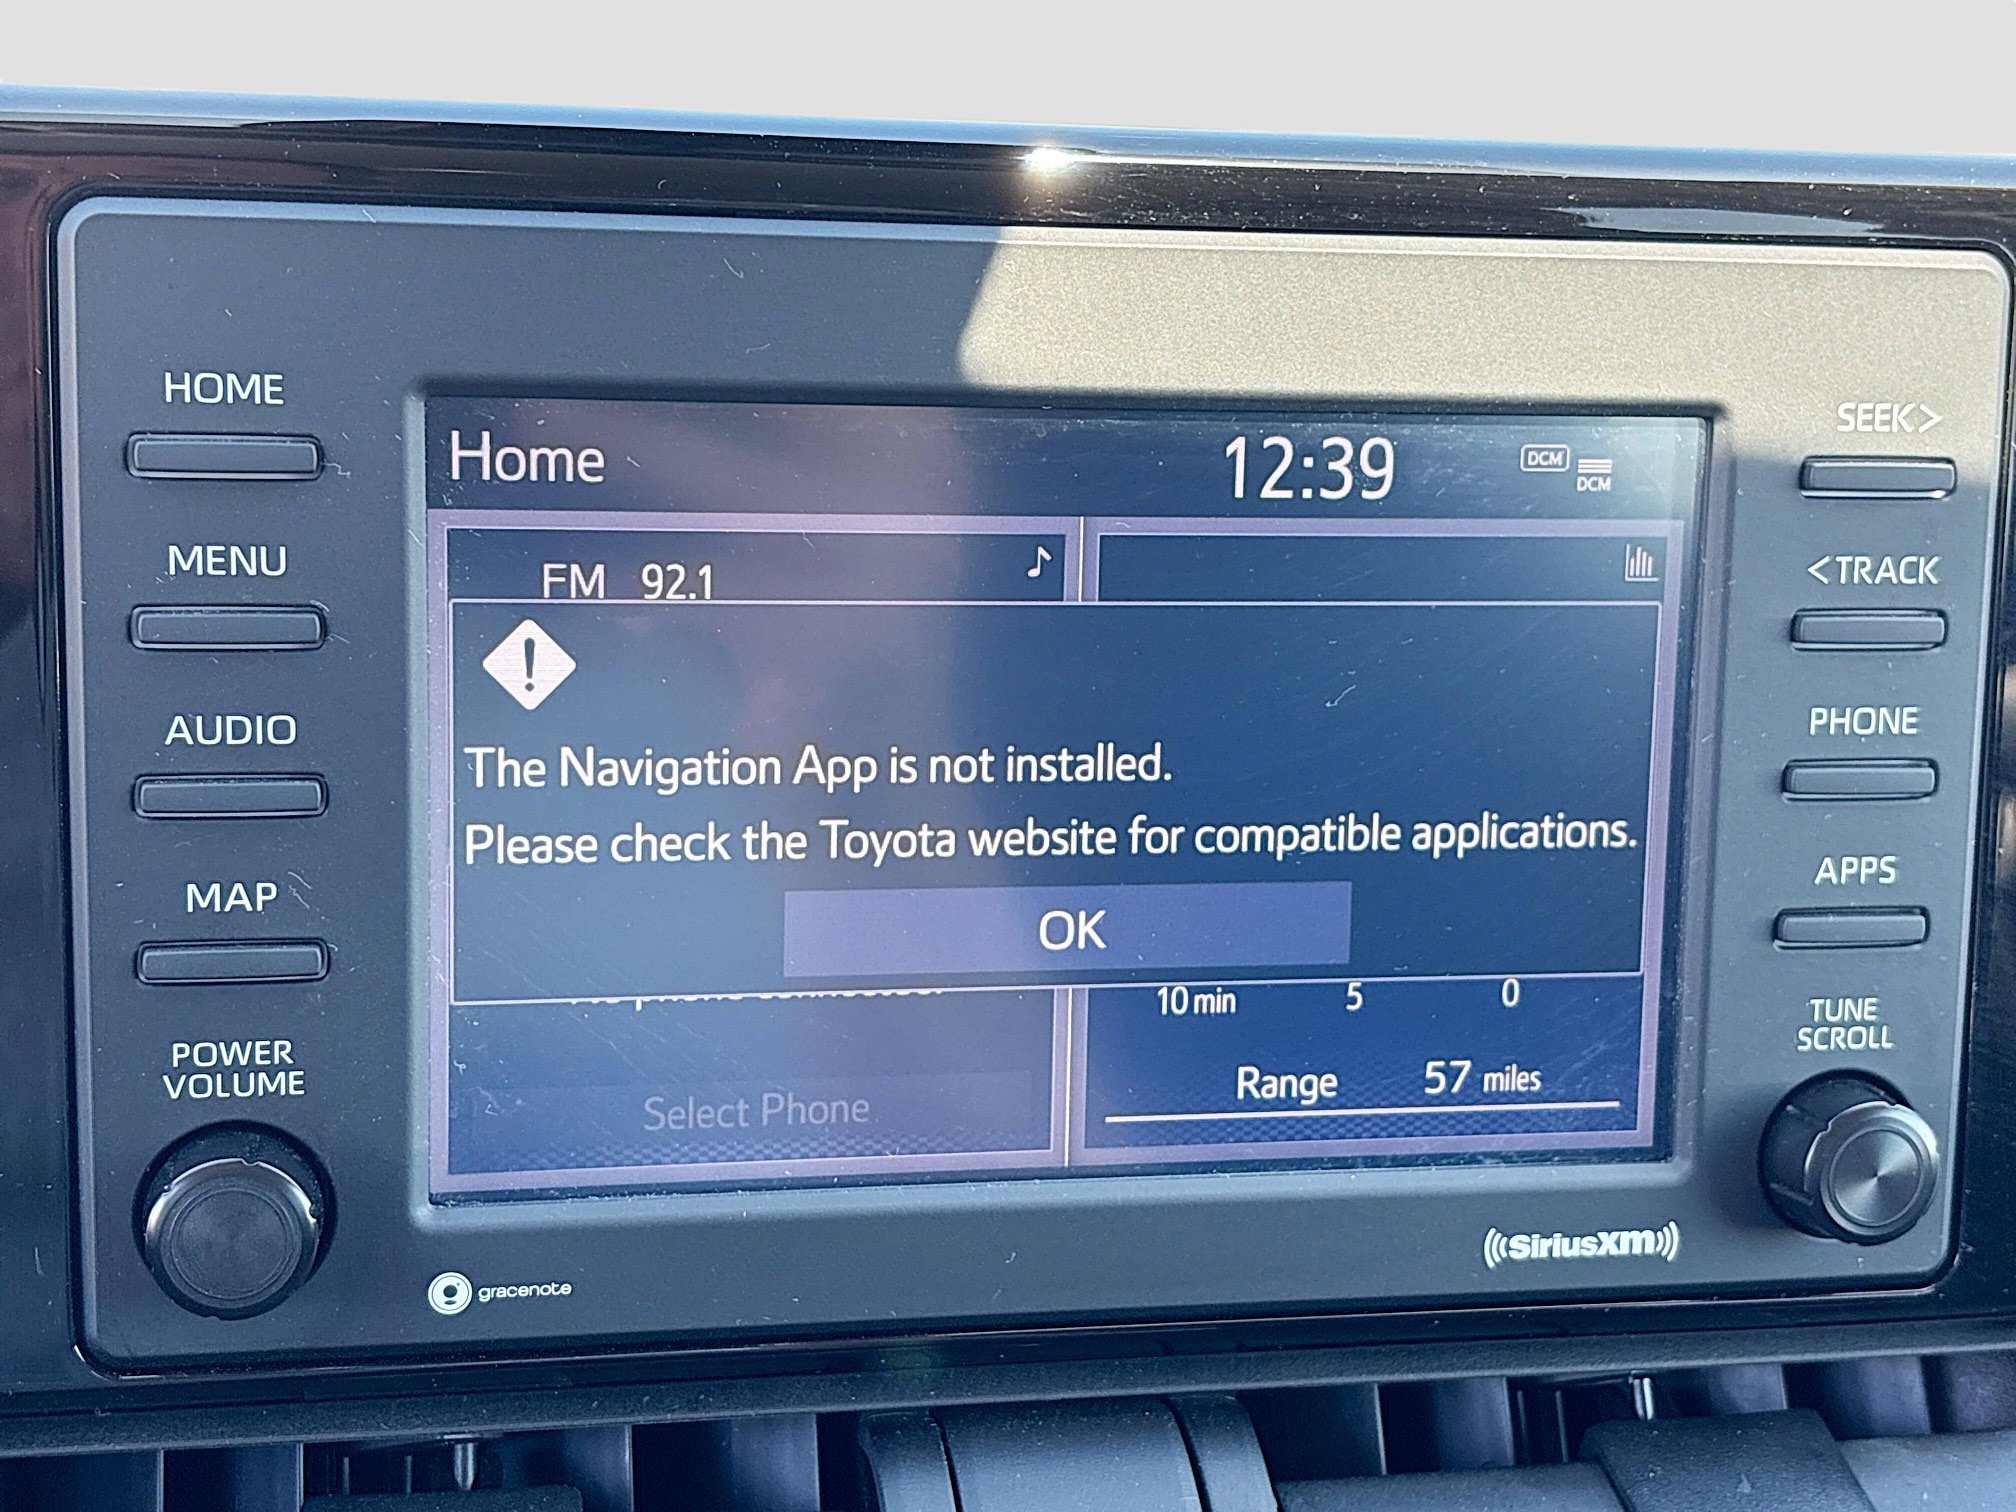 HOME
MENU
AUDIO
MAP
POWER
VOLUME
Home
12:39
DCM
DCM
FM 92.1
The Navigation App is not installed.
Please check the Toyota website for compatible applications.
OK
10 min 5 0
Select Phone
Range 57 miles
SEEK>
<TRACK
PHONE
APPS
TUNE
SCROLL
gracenote
SiriusXM